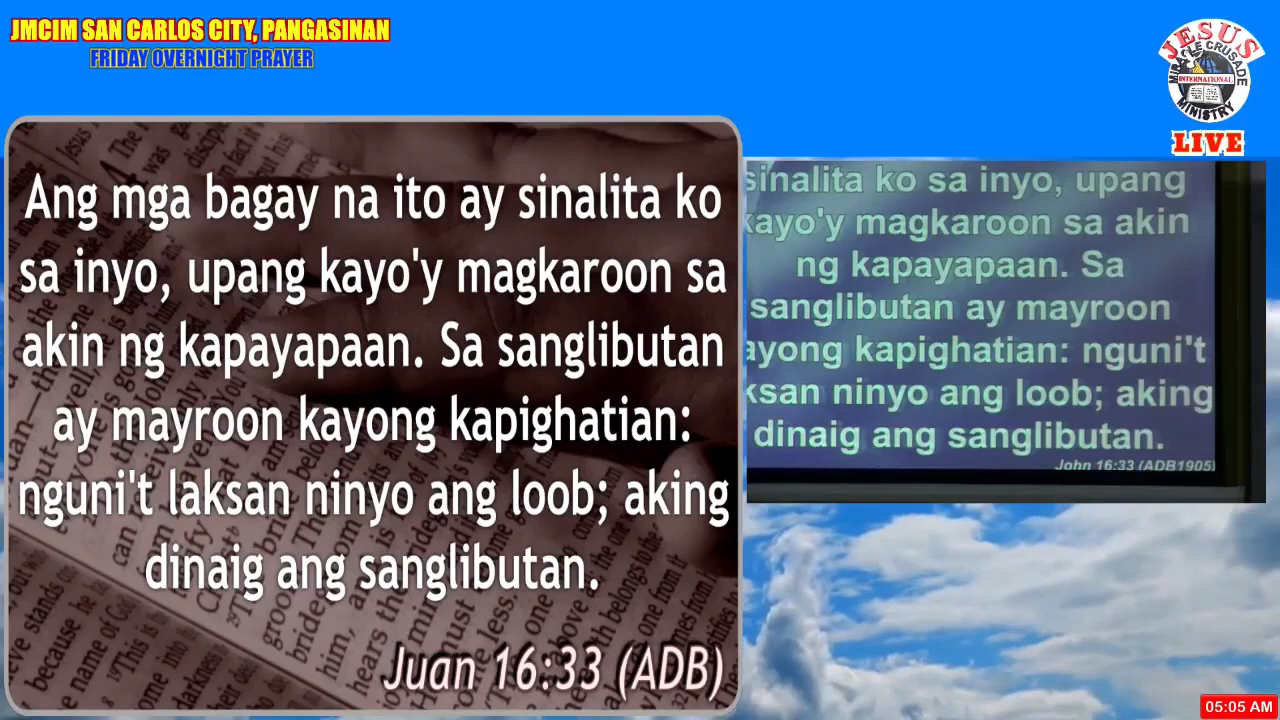 JMCIM SAN CARLOS CITY, PANGASINAN
FRIDAY OVERNIGHT PRAYER
JESUS
MIRACLE CRUSADE
INTERNATIONAL
MINISTRY
LIVE
Ang mga bagay na ito ay sinalita ko
sa inyo, upang kayo'y magkaroon sa
akin ng kapayapaan. Sa sanglibutan
ay mayroon kayong kapighatian:
nguni't laksan ninyo ang loob; aking
dinaig ang sanglibutan.
Juan 16:33 (ADB)
sinalita ko sa inyo, upang
kayo'y magkaroon sa akin
ng kapayapaan. Sa
sanglibutan ay mayroon
ayong kapighatian: nguni't
ksan ninyo ang loob; aking
dinaig ang sanglibutan.
John 16:33 (ADB1905)
05:05 AM